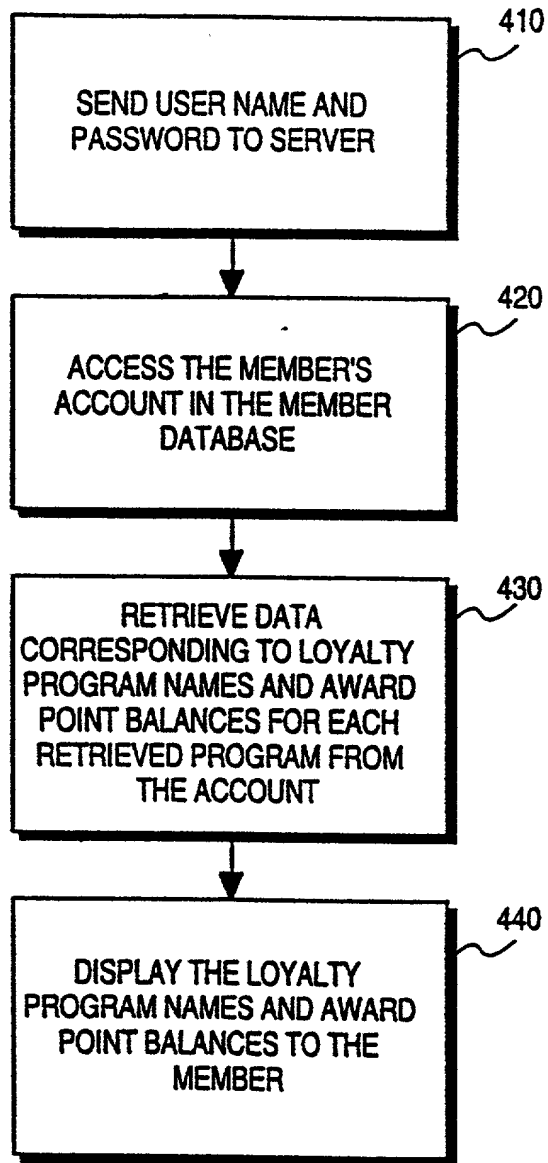 410
SEND USER NAME AND
PASSWORD TO SERVER
420
ACCESS THE MEMBER'S
ACCOUNT IN THE MEMBER
DATABASE
430
RETRIEVE DATA
CORRESPONDING TO LOYALTY
PROGRAM NAMES AND AWARD
POINT BALANCES FOR EACH
RETRIEVED PROGRAM FROM
THE ACCOUNT
440
DISPLAY THE LOYALTY
PROGRAM NAMES AND AWARD
POINT BALANCES TO THE
MEMBER